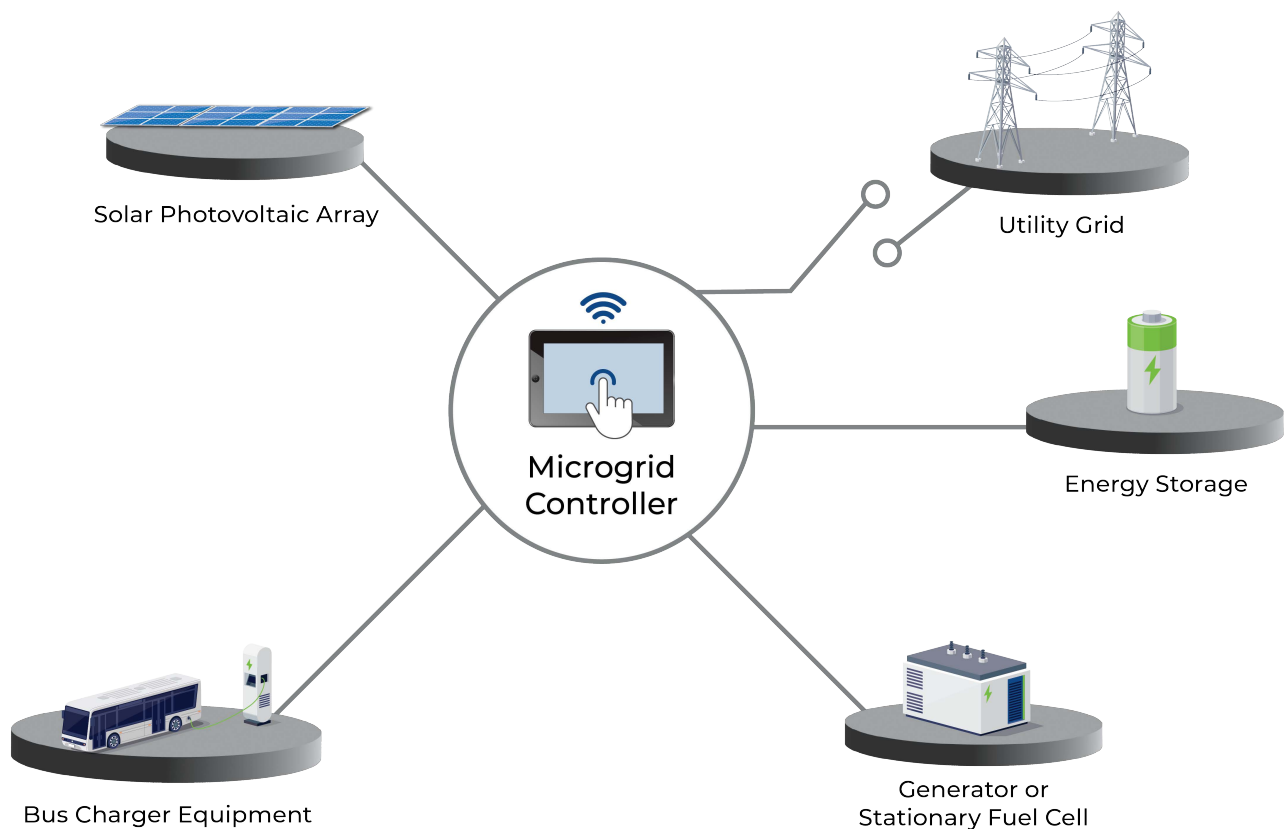 Solar Photovoltaic Array
Utility Grid
Microgrid
Controller
Energy Storage
Bus Charger Equipment
Generator or
Stationary Fuel Cell